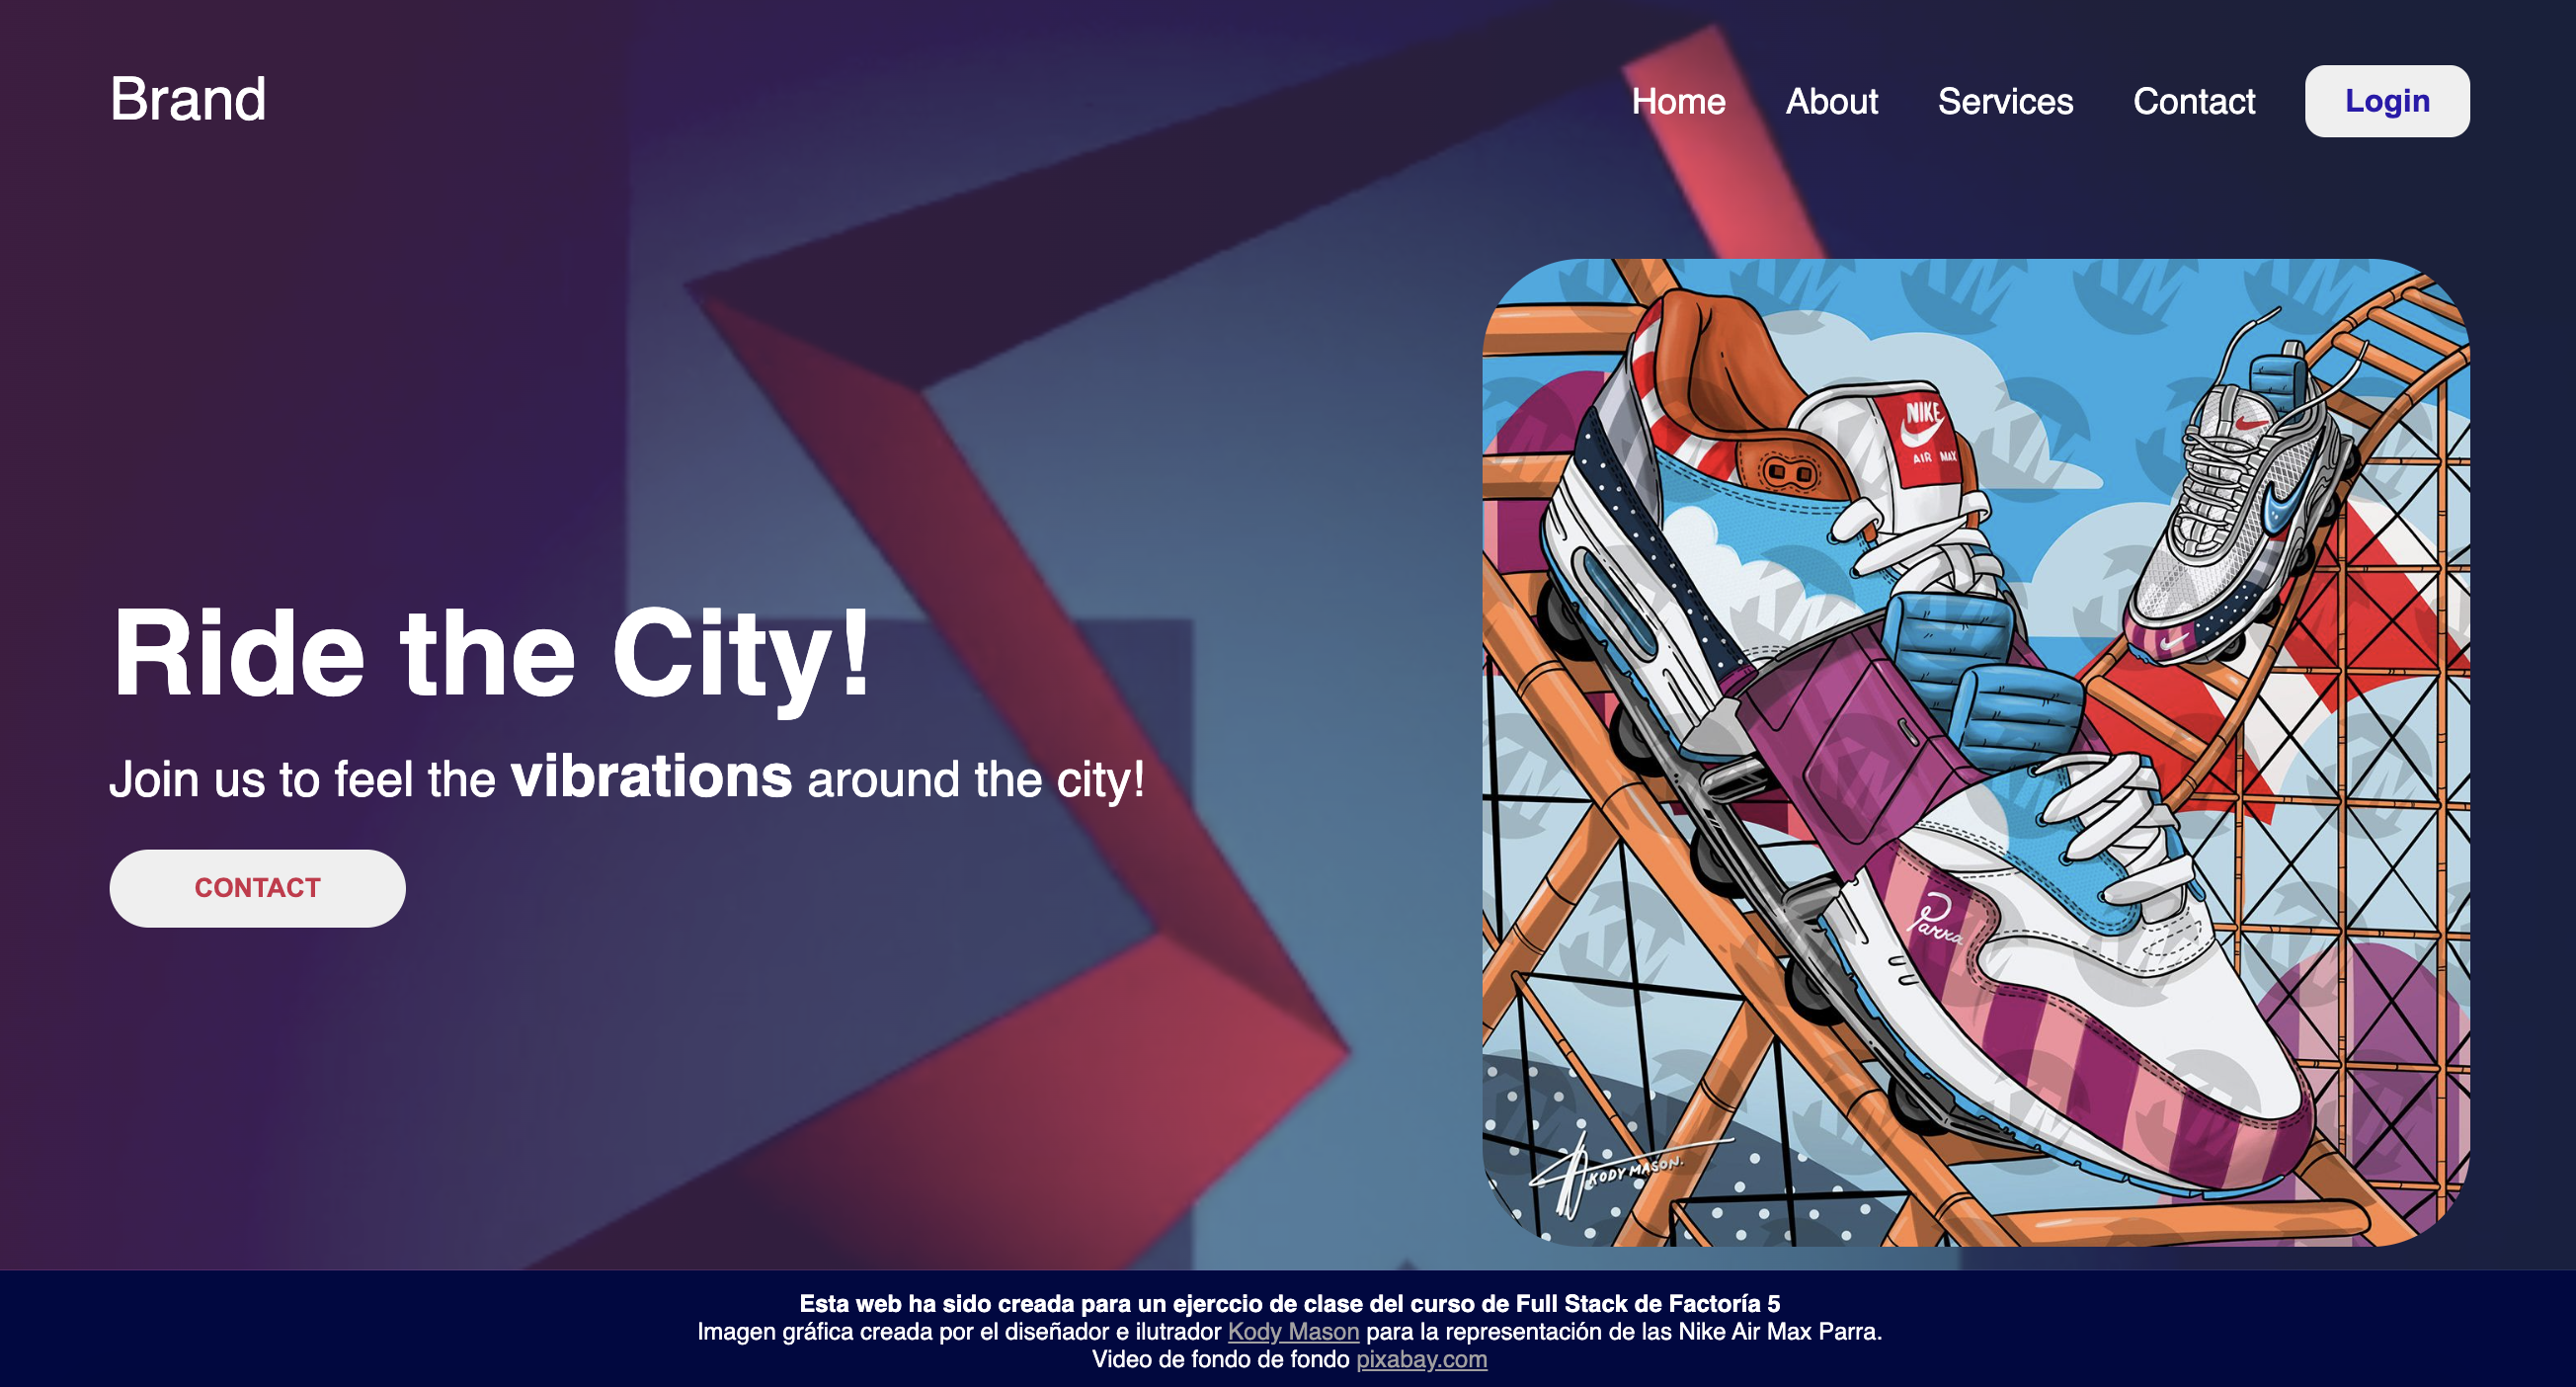 Brand
Home
About
Services
Contact
Login
NIKE
AIR MAX
Ride the City!
Join us to feel the vibrations around the city!
CONTACT
Parra
KODY MASON.
Esta web ha sido creada para un ejerccio de clase del curso de Full Stack de Factoría 5
Imagen gráfica creada por el diseñador e ilutrador Kody Mason para la representación de las Nike Air Max Parra.
Video de fondo de fondo pixabay.com